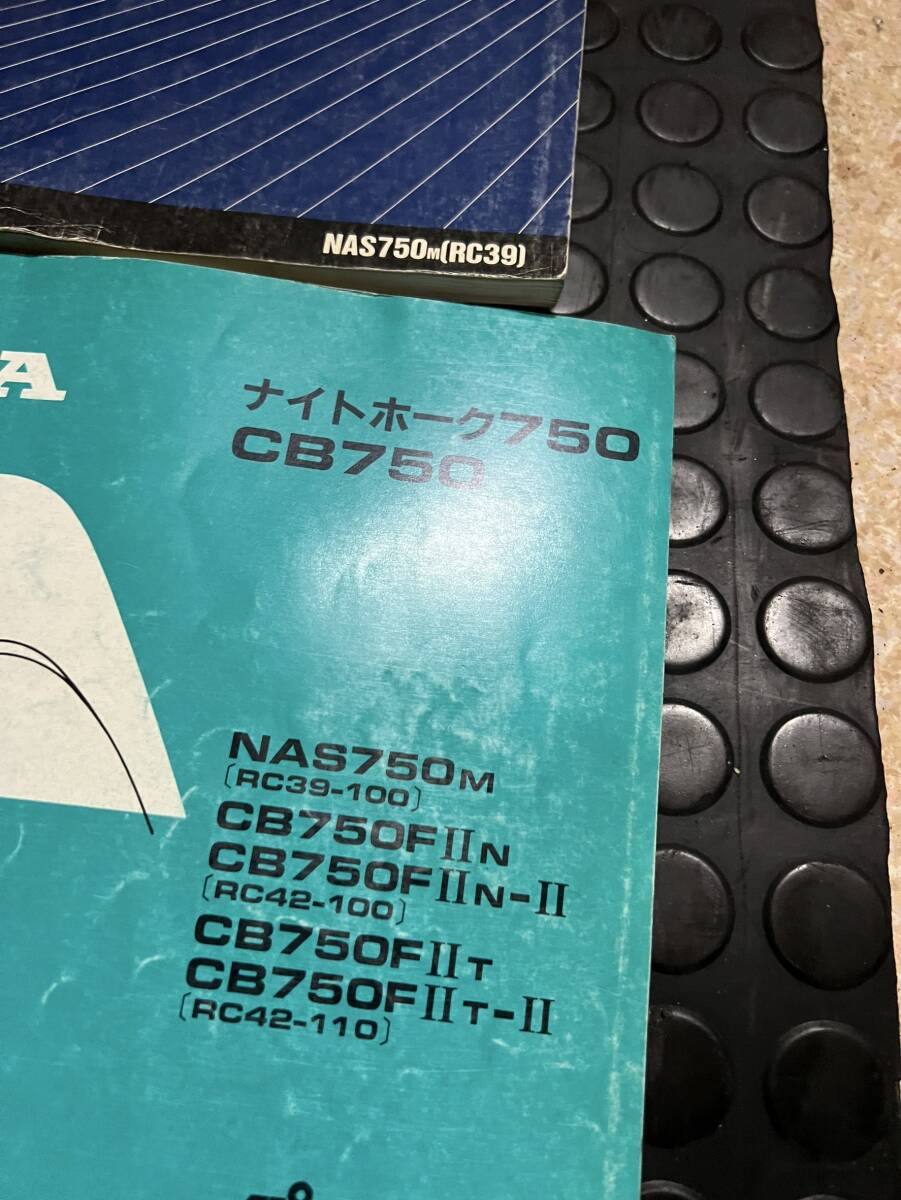 NAS750M(RC39)
ナイトホーク750
CB750
NAS750M
〔RC39-100〕
CB750FⅡN
CB750FⅡN-Ⅱ
〔RC42-100〕
CB750FⅡT
CB750FⅡT-Ⅱ
〔RC42-110〕